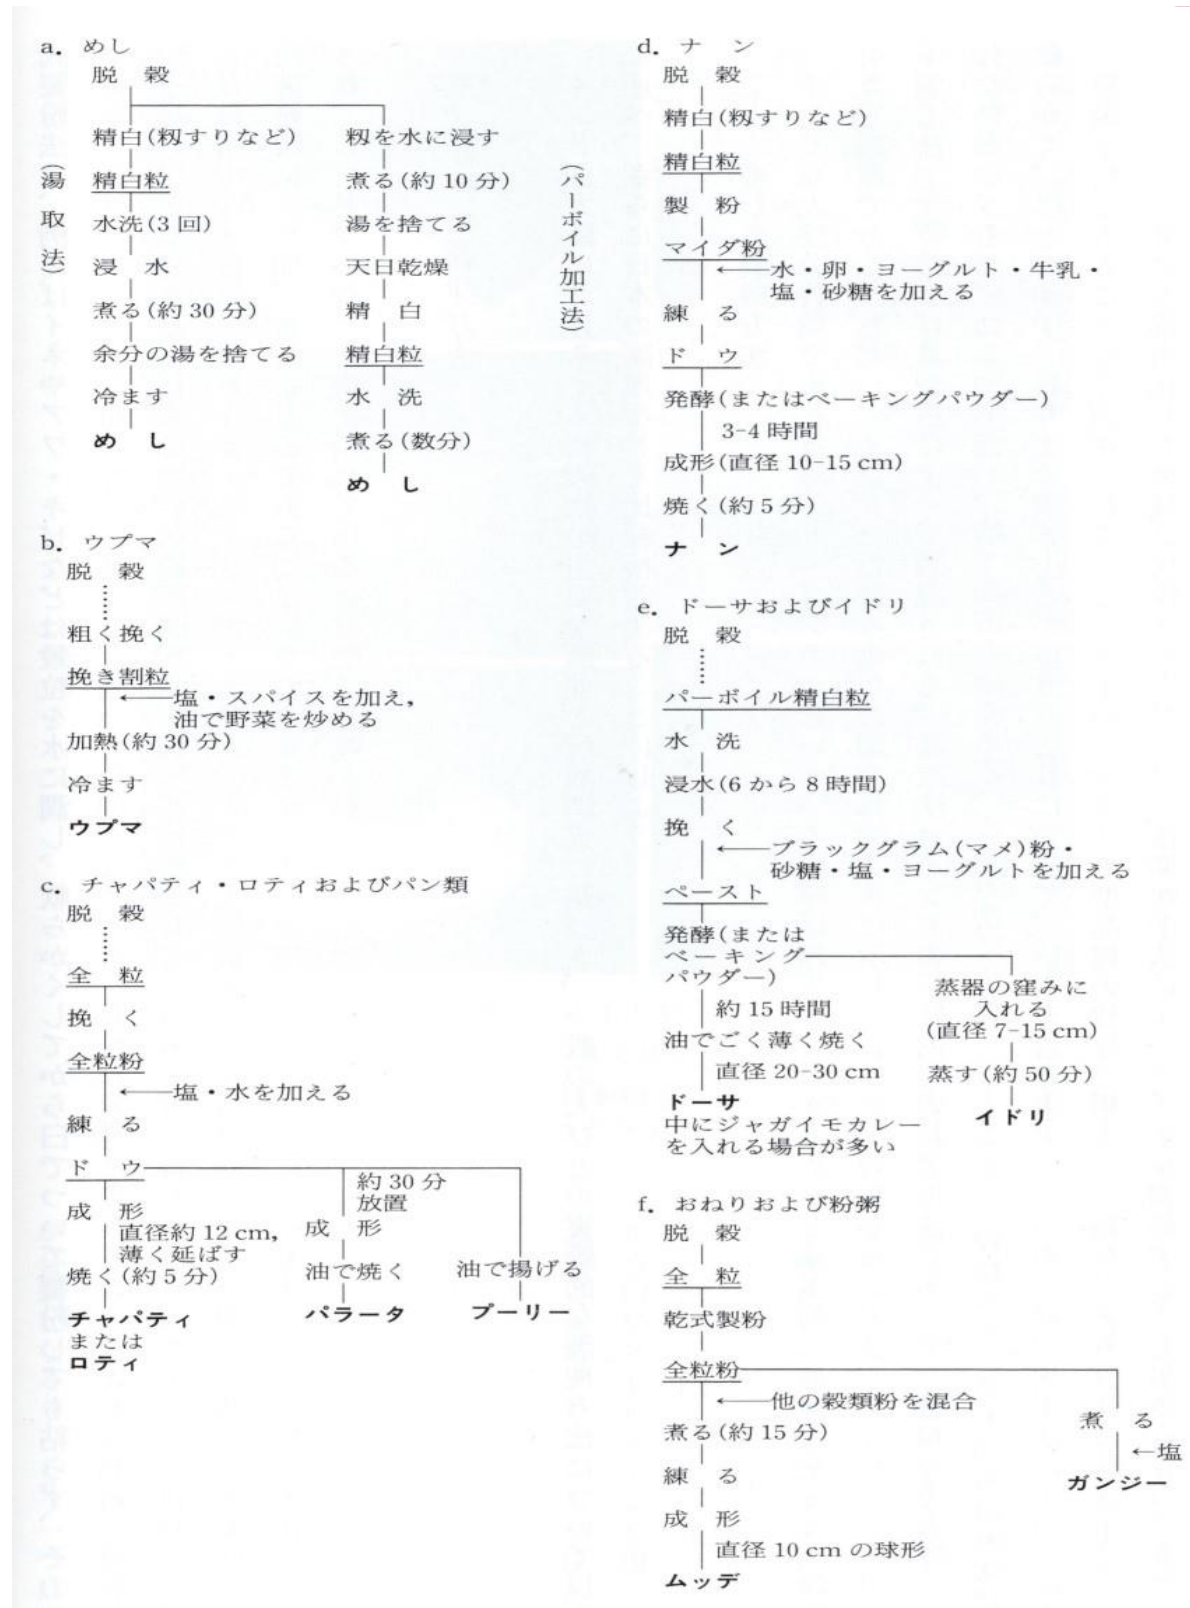 a. めし
脱 穀
精白(籾すりなど)
(湯取法)
精白粒
水洗(3回)
浸 水
煮る(約30分)
余分の湯を捨てる
冷ます
めし
籾を水に浸す
煮る(約10分)
(パーボイル加工法)
湯を捨てる
天日乾燥
精 白
精白粒
水 洗
煮る(数分)
めし
b. ウプマ
脱 穀
粗く挽く
挽き割粒
←塩・スパイスを加え,
油で野菜を炒める
加熱(約30分)
冷ます
ウプマ
c. チャパティ・ロティおよびパン類
脱 穀
全 粒
挽 く
全粒粉
←塩・水を加える
練 る
ド ウ
成 形
直径約12 cm,
薄く延ばす
焼く(約5分)
チャパティ
または
ロティ
約30分
放置
成 形
油で焼く
パラータ
油で揚げる
プーリー
d. ナ ン
脱 穀
精白(籾すりなど)
精白粒
製 粉
マイダ粉
←水・卵・ヨーグルト・牛乳・
塩・砂糖を加える
練 る
ド ウ
発酵(またはベーキングパウダー)
3-4時間
成形(直径10-15 cm)
焼く(約5分)
ナ ン
e. ドーサおよびイドリ
脱 穀
パーボイル精白粒
水 洗
浸水(6から8時間)
挽 く
←ブラックグラム(マメ)粉・
砂糖・塩・ヨーグルトを加える
ペースト
発酵(または
ベーキング
パウダー)
約15時間
油でごく薄く焼く
直径20-30 cm
ドーサ
中にジャガイモカレー
を入れる場合が多い
蒸器の窪みに
入れる
(直径7-15 cm)
蒸す(約50分)
イドリ
f. おねりおよび粉粥
脱 穀
全 粒
乾式製粉
全粒粉
←他の穀類粉を混合
煮る(約15分)
練 る
成 形
直径10 cmの球形
ムッデ
煮 る
←塩
ガンジー